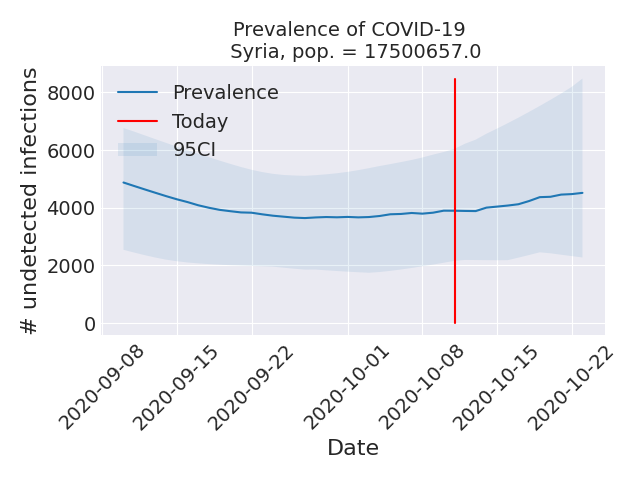 Prevalence of COVID-19
Syria, pop. = 17500657.0
# undetected infections
8000
6000
4000
2000
0
Prevalence
Today
95CI
2020-09-08
2020-09-15
2020-09-22
2020-10-01
2020-10-08
2020-10-15
2020-10-22
Date